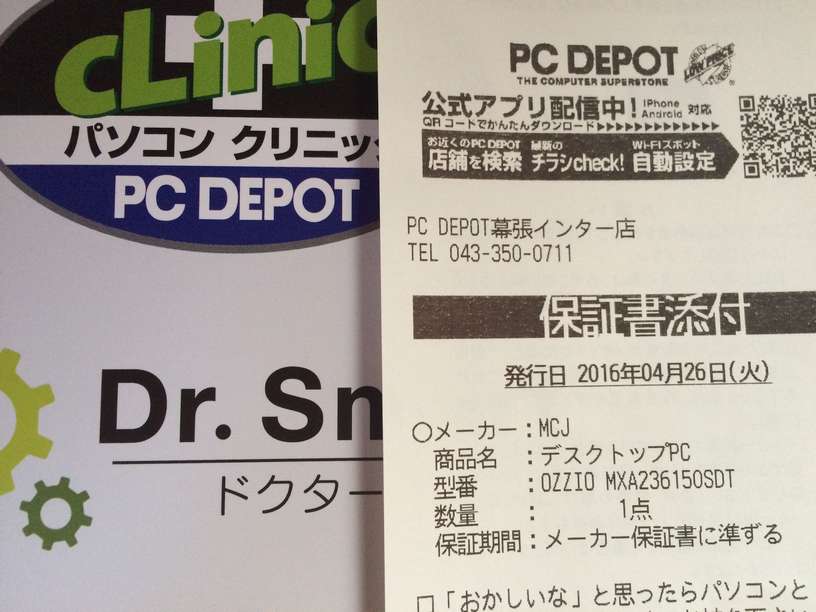 cLinic
パソコン クリニック
PC DEPOT
Dr. Sm
ドクター
PC DEPOT
THE COMPUTER SUPERSTORE
LOW PRICE
公式アプリ配信中! iPhone Android 対応
QRコードでかんたんダウンロード
お近くのPC DEPOT 最新の Wi-Fiスポット
店舗を検索 チラシcheck! 自動設定
PC DEPOT幕張インター店
TEL 043-350-0711
保証書添付
発行日 2016年04月26日(火)
○メーカー:MCJ
商品名 :デスクトップPC
型番 :OZZIO MXA236150SDT
数量 : 1点
保証期間:メーカー保証書に準ずる
□「おかしいな」と思ったらパソコンと